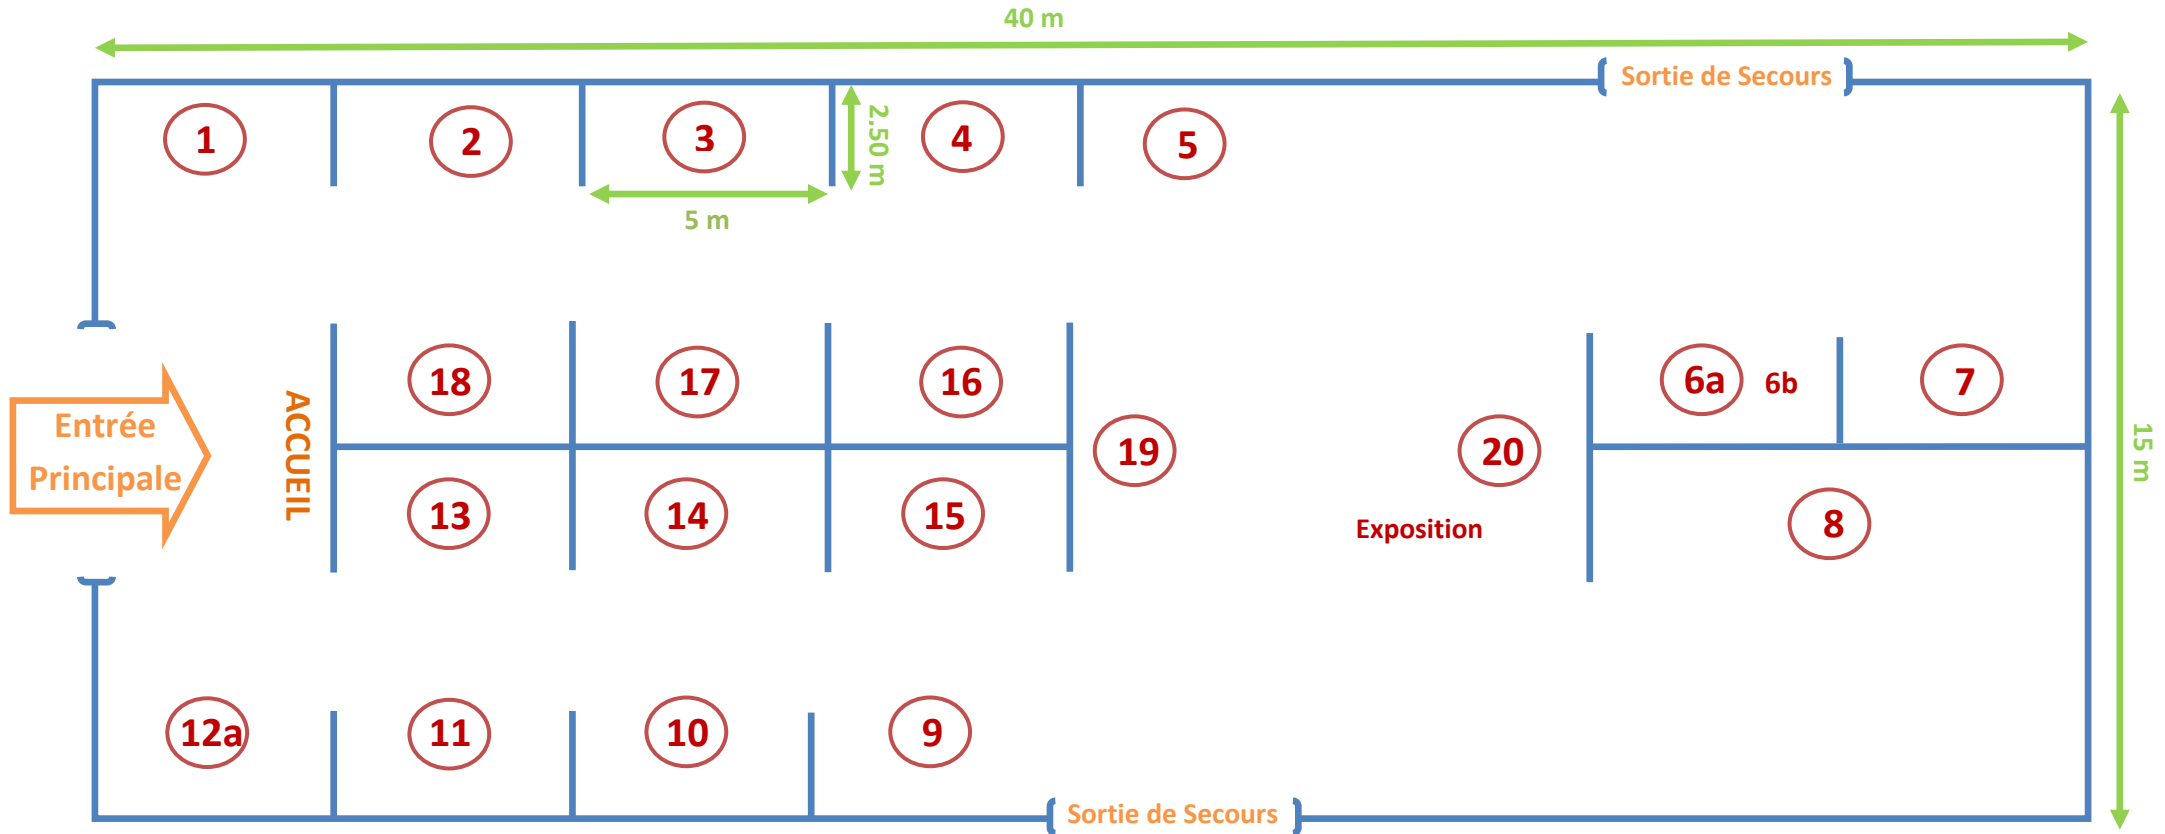 40 m
Sortie de Secours
1
2
3
2.50 m
4
5
5 m
18
17
16
6a
6b
7
Entrée
Principale
ACCUEIL
19
20
15 m
13
14
15
Exposition
8
12a
11
10
9
Sortie de Secours